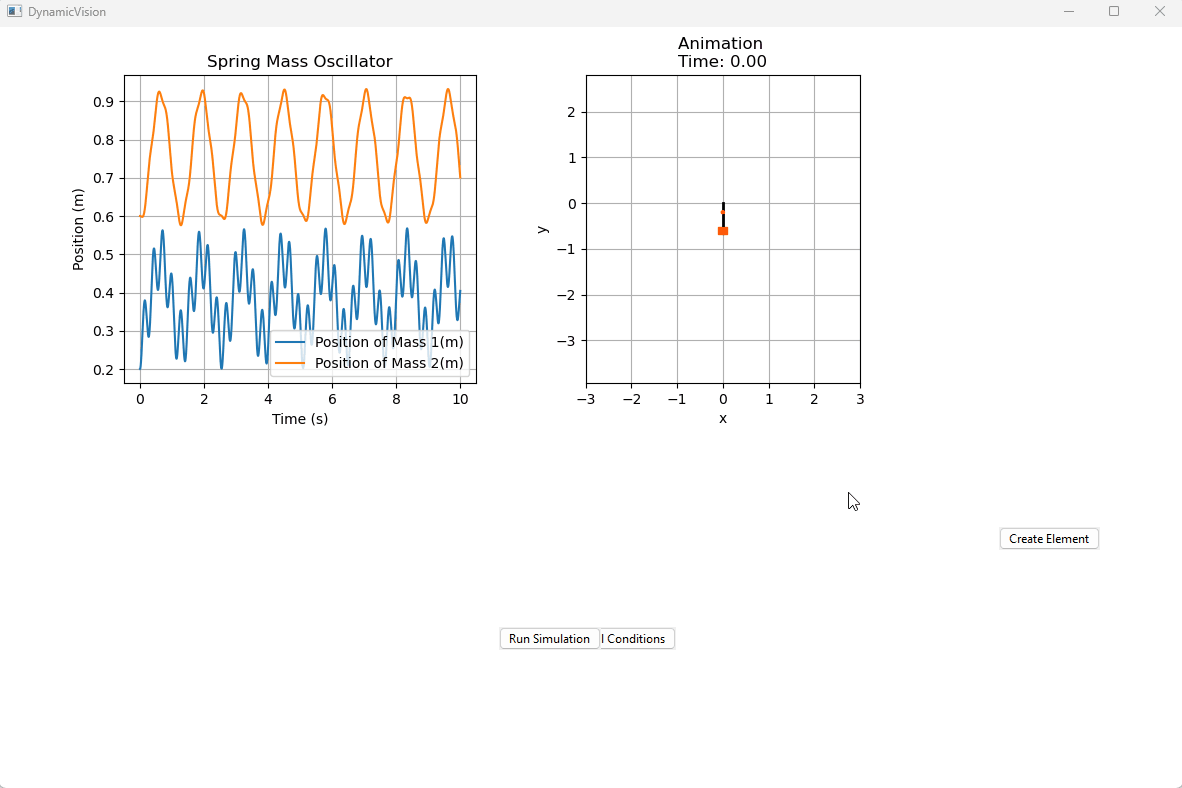 DynamicVision
Spring Mass Oscillator
0.9
0.8
0.7
0.6
0.5
0.4
0.3
0.2
Position (m)
Position of Mass 1(m)
Position of Mass 2(m)
0 2 4 6 8 10
Time (s)
Animation
Time: 0.00
2
1
0
−1
−2
−3
y
−3 −2 −1 0 1 2 3
x
Create Element
Run Simulation l Conditions